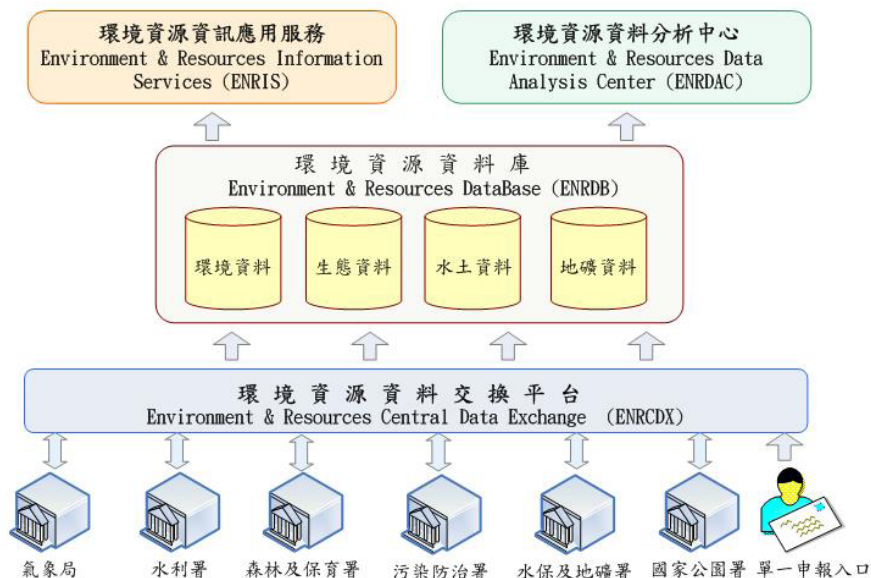 環境資源資訊應用服務
Environment & Resources Information
Services (ENRIS)
環境資源資料分析中心
Environment & Resources Data
Analysis Center (ENRDAC)
環境資源資料庫
Environment & Resources DataBase (ENRDB)
環境資料
生態資料
水土資料
地礦資料
環境資源資料交換平台
Environment & Resources Central Data Exchange (ENRCDX)
氣象局
水利署
森林及保育署
污染防治署
水保及地礦署
國家公園署
單一申報入口